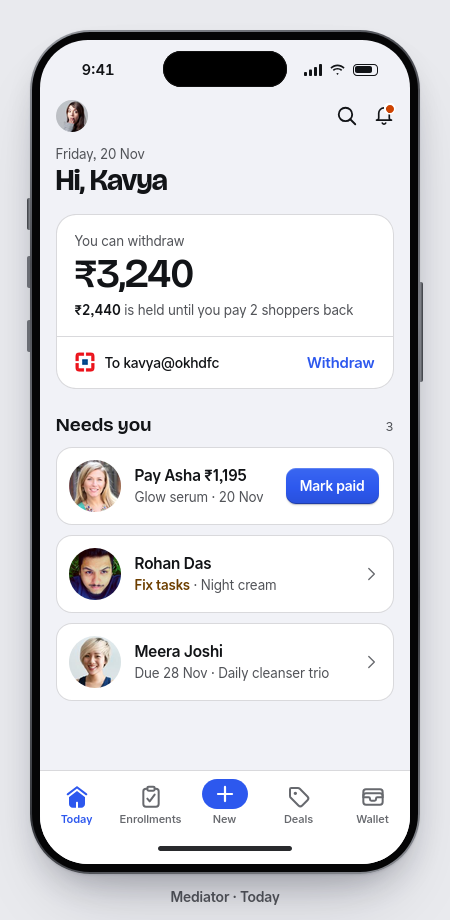 9:41
Friday, 20 Nov
Hi, Kavya
You can withdraw
₹3,240
₹2,440 is held until you pay 2 shoppers back
To kavya@okhdfc
Withdraw
Needs you
3
Pay Asha ₹1,195
Glow serum · 20 Nov
Mark paid
Rohan Das
Fix tasks · Night cream
Meera Joshi
Due 28 Nov · Daily cleanser trio
Today
Enrollments
New
Deals
Wallet
Mediator · Today